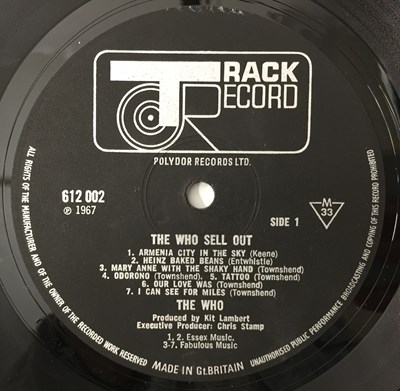 TRACK
RECORD
POLYDOR RECORDS LTD.
612 002
℗ 1967
SIDE 1
M
33
THE WHO SELL OUT
1. ARMENIA CITY IN THE SKY (Keene)
2. HEINZ BAKED BEANS (Entwhistle)
3. MARY ANNE WITH THE SHAKY HAND (Townshend)
4. ODORONO (Townshend). 5. TATTOO (Townshend)
6. OUR LOVE WAS (Townshend)
7. I CAN SEE FOR MILES (Townshend)
THE WHO
Produced by Kit Lambert
Executive Producer: Chris Stamp
1. 2. Essex Music.
3-7. Fabulous Music
ALL RIGHTS OF THE MANUFACTURER AND OF THE OWNER OF THE RECORDED WORK RESERVED
MADE IN Gt.BRITAIN
UNAUTHORISED PUBLIC PERFORMANCE BROADCASTING AND COPYING OF THIS RECORD PROHIBITED